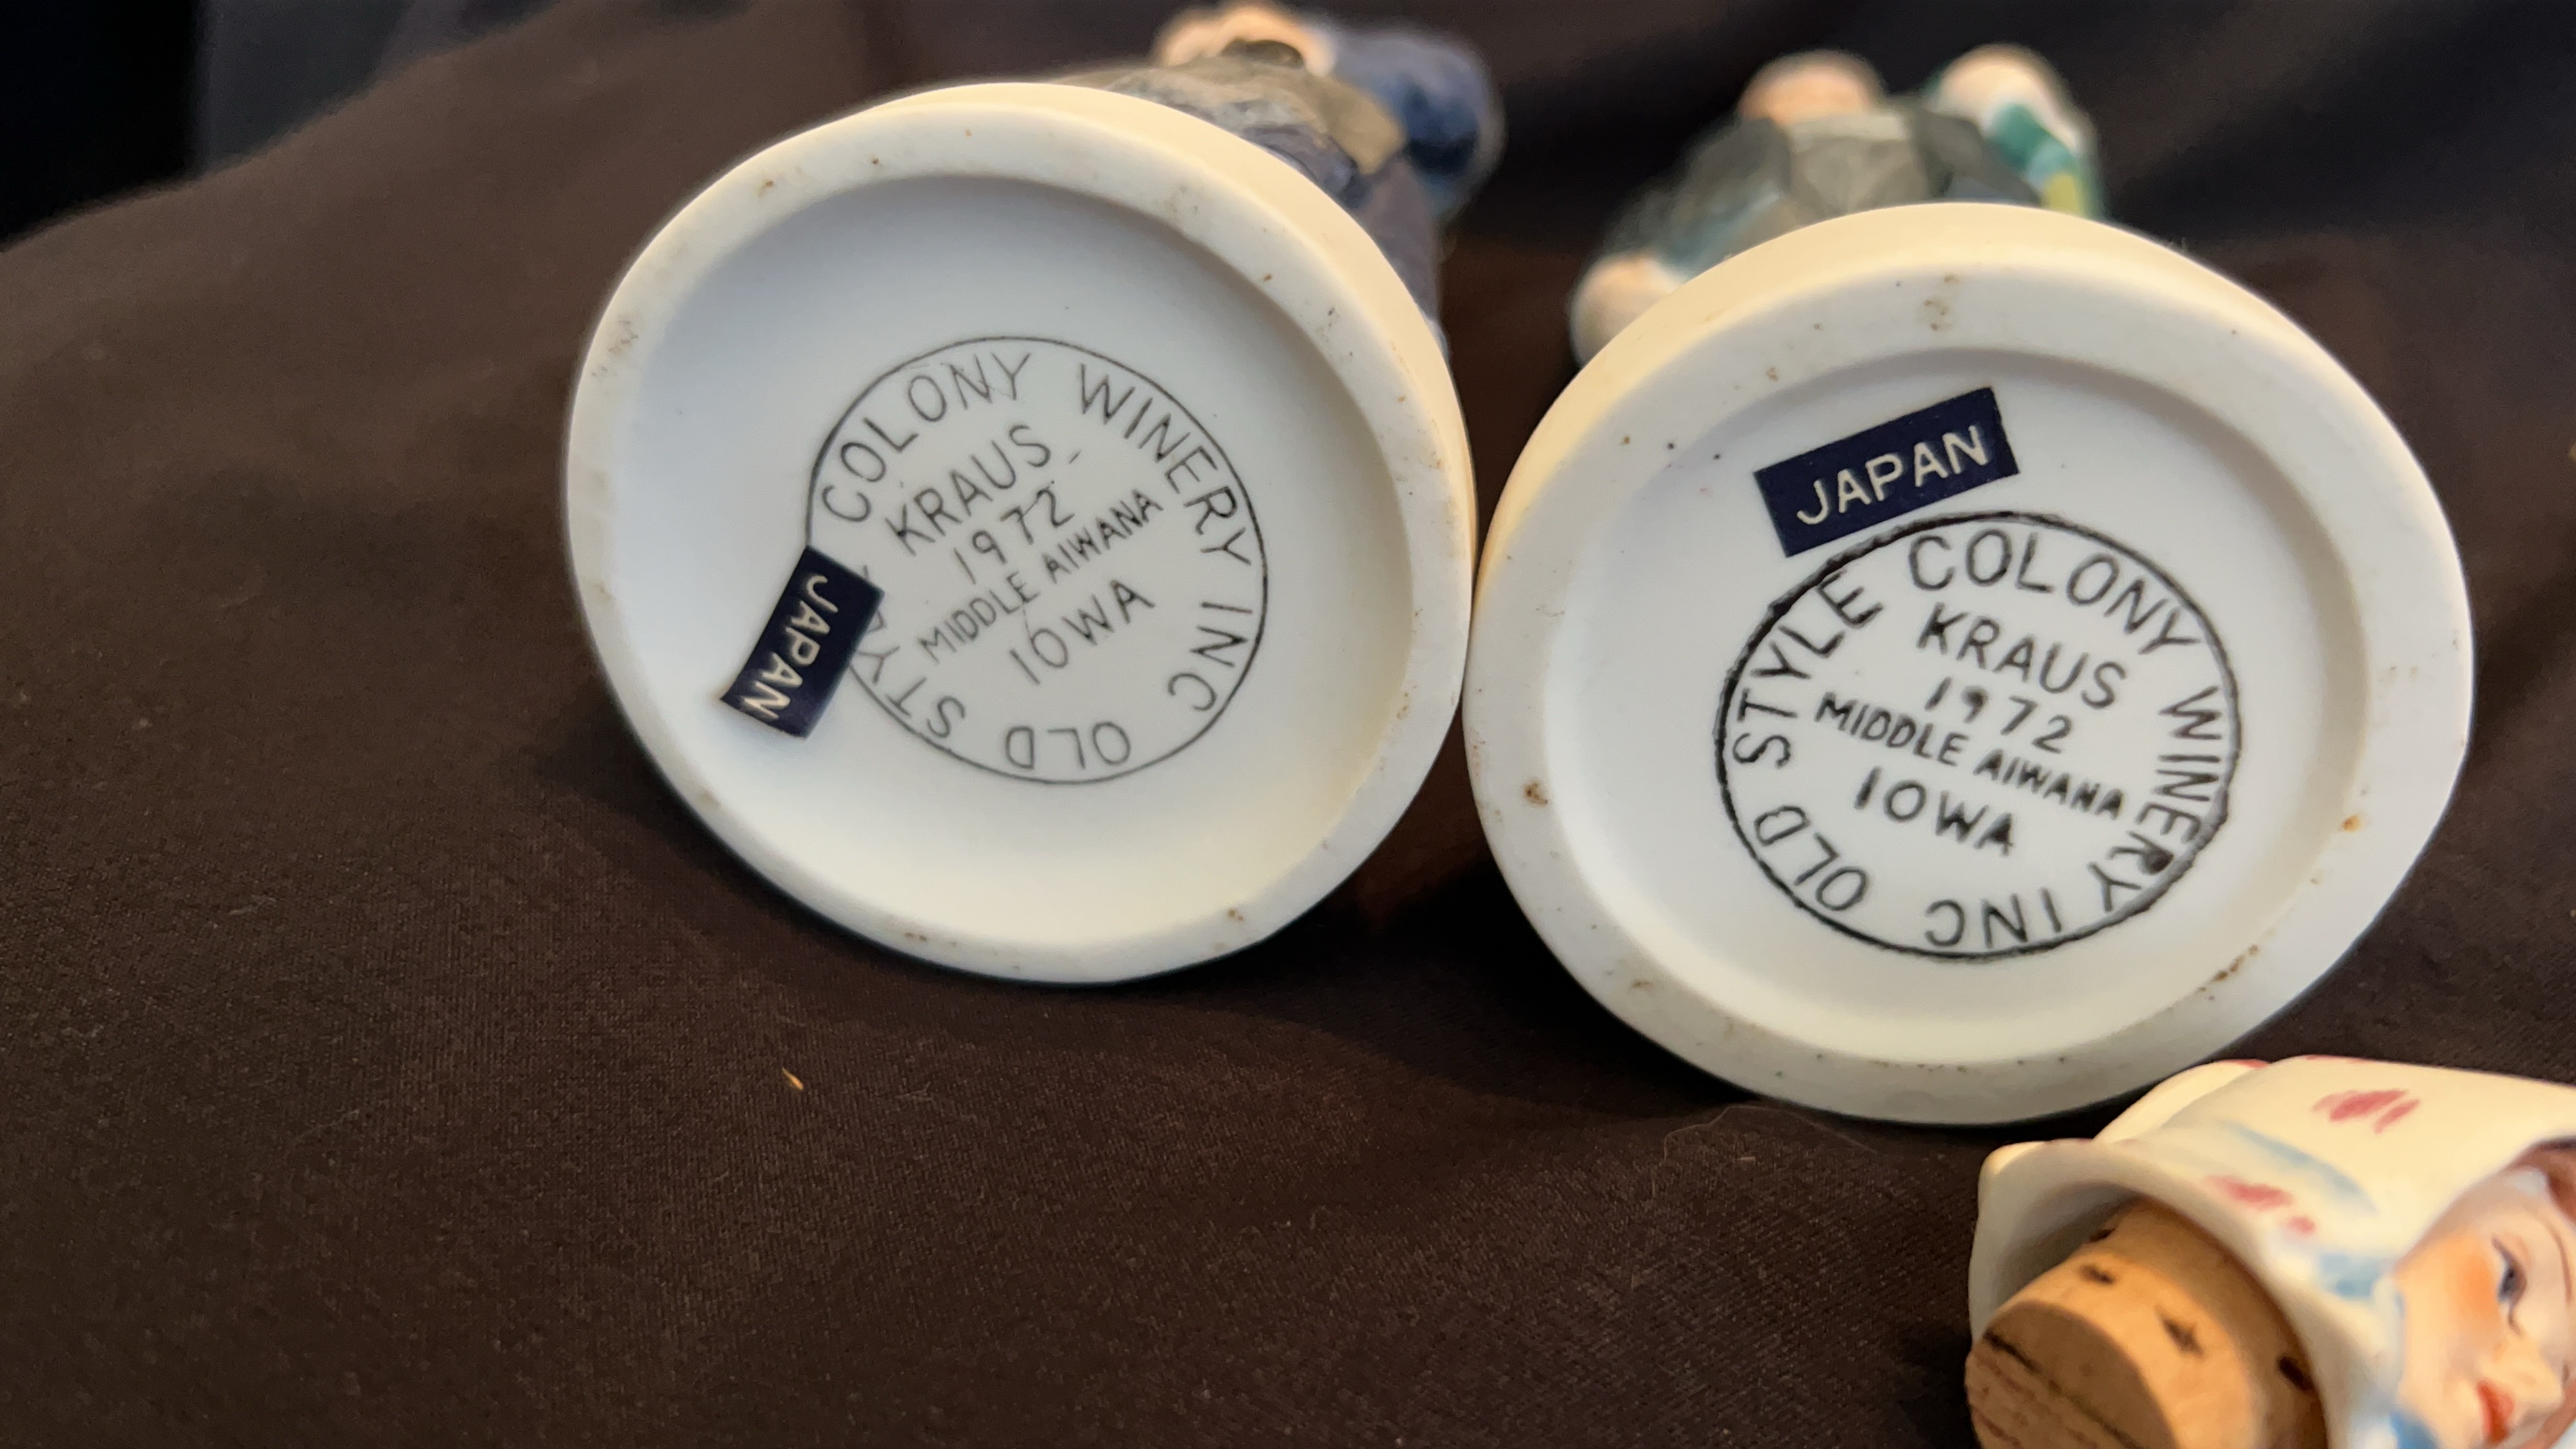 COLONY WINERY INC OLD STYLE
KRAUS
1972
MIDDLE AIWANA
IOWA
JAPAN
JAPAN
OLD STYLE COLONY WINERY INC
KRAUS
1972
MIDDLE AIWANA
IOWA